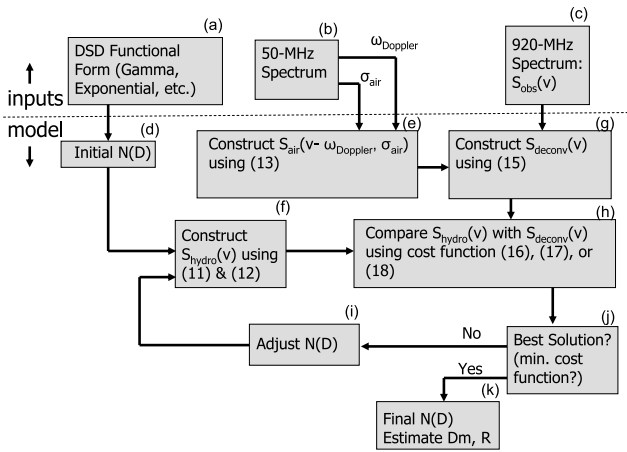 (a)
DSD Functional
Form (Gamma,
Exponential, etc.)
(b)
50-MHz
Spectrum
ωDoppler
σair
(c)
920-MHz
Spectrum:
Sobs(v)
inputs
model
(d)
Initial N(D)
(e)
Construct Sair(v- ωDoppler, σair)
using (13)
(g)
Construct Sdeconv(v)
using (15)
(f)
Construct
Shydro(v) using
(11) & (12)
(h)
Compare Shydro(v) with Sdeconv(v)
using cost function (16), (17), or
(18)
(i)
Adjust N(D)
No
(j)
Best Solution?
(min. cost
function?)
Yes
(k)
Final N(D)
Estimate Dm, R